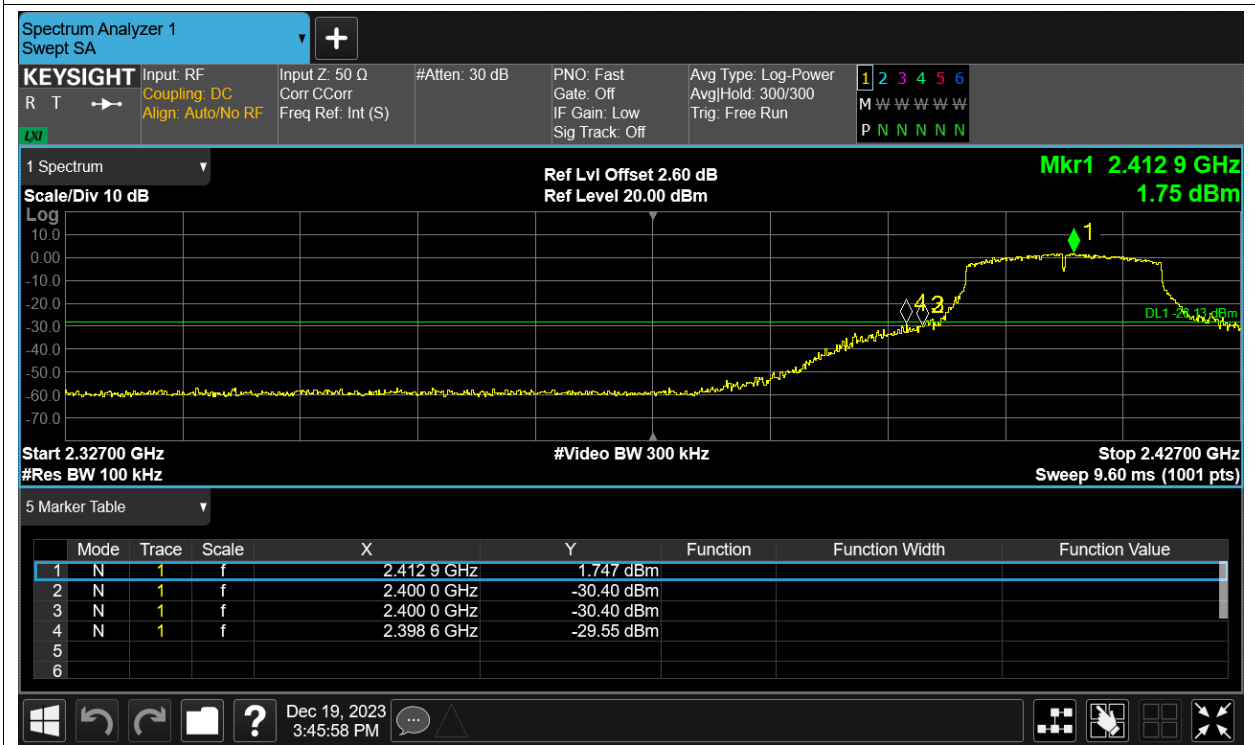 Spectrum Analyzer 1
Swept SA
+
KEYSIGHT Input: RF Input Z: 50 Ω #Atten: 30 dB PNO: Fast Avg Type: Log-Power 1 2 3 4 5 6
R T Coupling: DC Corr CCorr Gate: Off Avg|Hold: 300/300 M W W W W W
Align: Auto/No RF Freq Ref: Int (S) IF Gain: Low Trig: Free Run
LXI Sig Track: Off P N N N N N
1 Spectrum Ref Lvl Offset 2.60 dB Mkr1 2.412 9 GHz
Scale/Div 10 dB Ref Level 20.00 dBm 1.75 dBm
Log
10.0
0.00
-10.0
-20.0
-30.0
-40.0
-50.0
-60.0
-70.0
1
4
DL1 -28.13 dBm
Start 2.32700 GHz #Video BW 300 kHz Stop 2.42700 GHz
#Res BW 100 kHz Sweep 9.60 ms (1001 pts)
5 Marker Table
Mode Trace Scale X Y Function Function Width Function Value
1 N 1 f 2.412 9 GHz 1.747 dBm
2 N 1 f 2.400 0 GHz -30.40 dBm
3 N 1 f 2.400 0 GHz -30.40 dBm
4 N 1 f 2.398 6 GHz -29.55 dBm
5
6
? Dec 19, 2023
3:45:58 PM